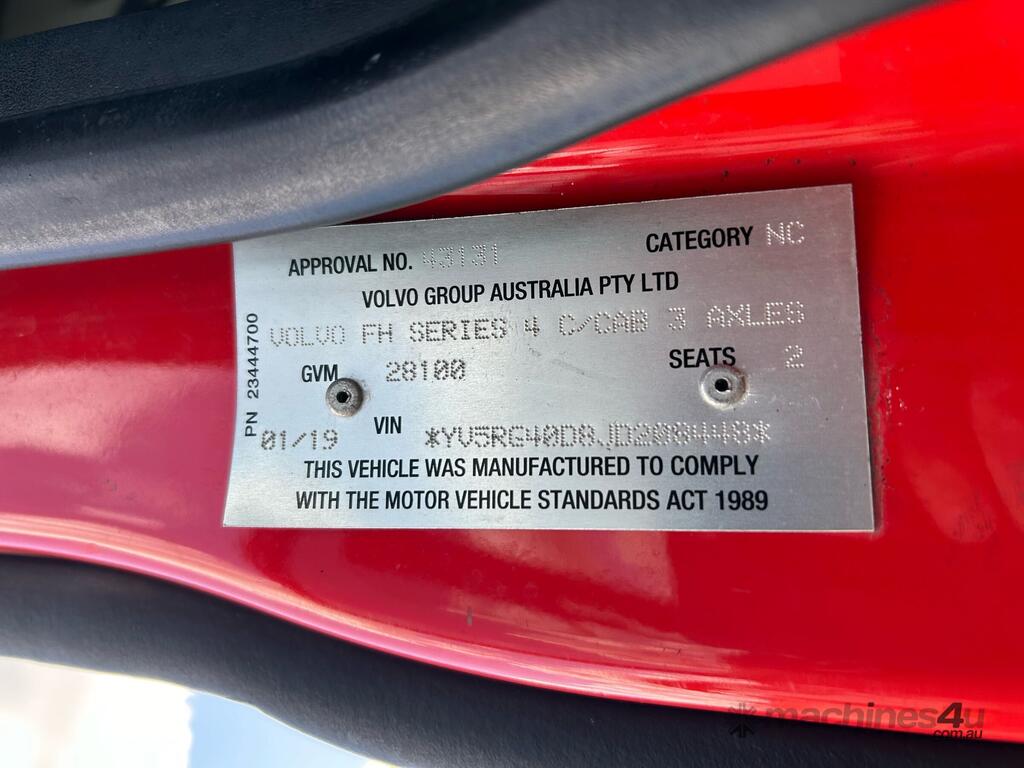 APPROVAL NO. 43131 CATEGORY NC
VOLVO GROUP AUSTRALIA PTY LTD
VOLVO FH SERIES 4 C/CAB 3 AXLES
GVM 28100 SEATS 2
01/19 VIN *YV5RG40D8JD208448*
THIS VEHICLE WAS MANUFACTURED TO COMPLY
WITH THE MOTOR VEHICLE STANDARDS ACT 1989
PN 23444700
machines4u
.com.au